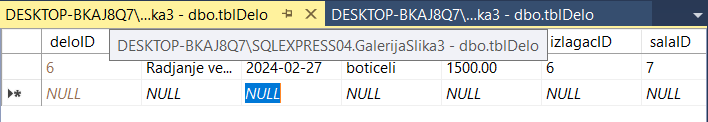 DESKTOP-BKAJ8Q7\...ka3 - dbo.tblDelo DESKTOP-BKAJ8Q7\...ka3 - dbo.tblDelo
deloID izlagacID salaID
DESKTOP-BKAJ8Q7\SQLEXPRESS04.GalerijaSlika3 - dbo.tblDelo
6 Radjanje ve... 2024-02-27 boticeli 1500.00 6 7
NULL NULL NULL NULL NULL NULL NULL